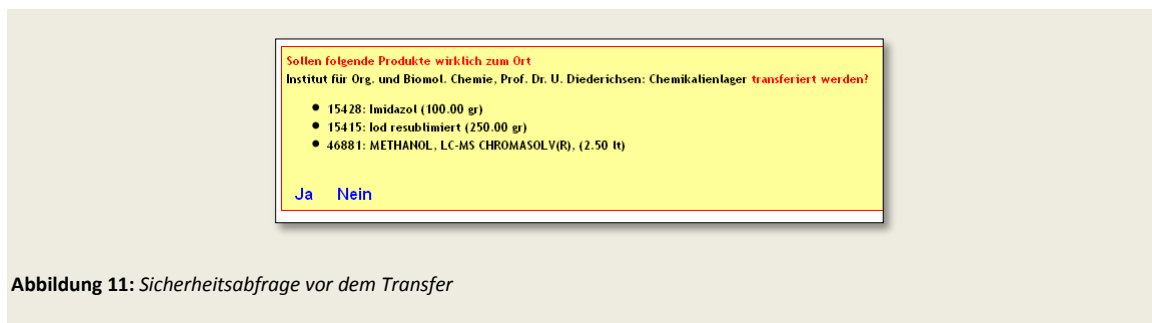 Sollen folgende Produkte wirklich zum Ort
Institut für Org. und Biomol. Chemie, Prof. Dr. U. Diederichsen: Chemikalienlager transferiert werden?
15428: Imidazol (100.00 gr)
15415: Iod resublimiert (250.00 gr)
46881: METHANOL, LC-MS CHROMASOLV(R), (2.50 lt)
Ja Nein
Abbildung 11: Sicherheitsabfrage vor dem Transfer